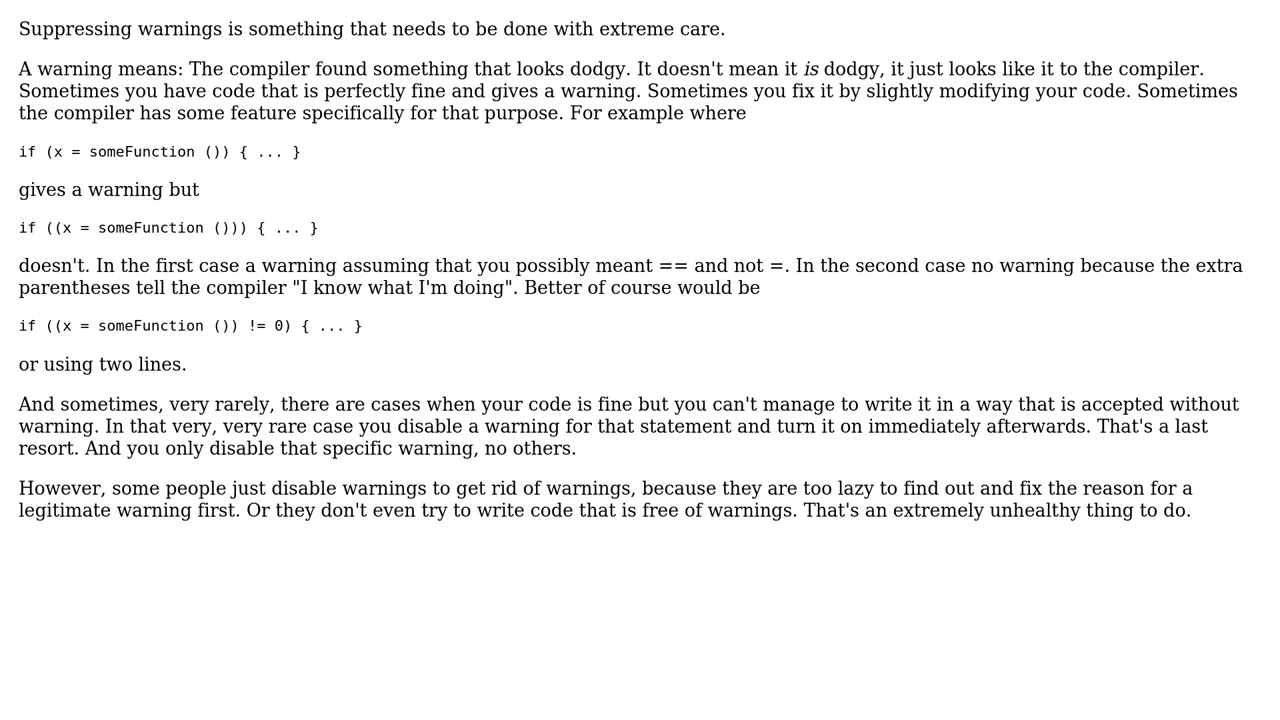 Suppressing warnings is something that needs to be done with extreme care.
A warning means: The compiler found something that looks dodgy. It doesn't mean it is dodgy, it just looks like it to the compiler.
Sometimes you have code that is perfectly fine and gives a warning. Sometimes you fix it by slightly modifying your code. Sometimes
the compiler has some feature specifically for that purpose. For example where
if (x = someFunction ()) { ... }
gives a warning but
if ((x = someFunction ())) { ... }
doesn't. In the first case a warning assuming that you possibly meant == and not =. In the second case no warning because the extra
parentheses tell the compiler "I know what I'm doing". Better of course would be
if ((x = someFunction ()) != 0) { ... }
or using two lines.
And sometimes, very rarely, there are cases when your code is fine but you can't manage to write it in a way that is accepted without
warning. In that very, very rare case you disable a warning for that statement and turn it on immediately afterwards. That's a last
resort. And you only disable that specific warning, no others.
However, some people just disable warnings to get rid of warnings, because they are too lazy to find out and fix the reason for a
legitimate warning first. Or they don't even try to write code that is free of warnings. That's an extremely unhealthy thing to do.